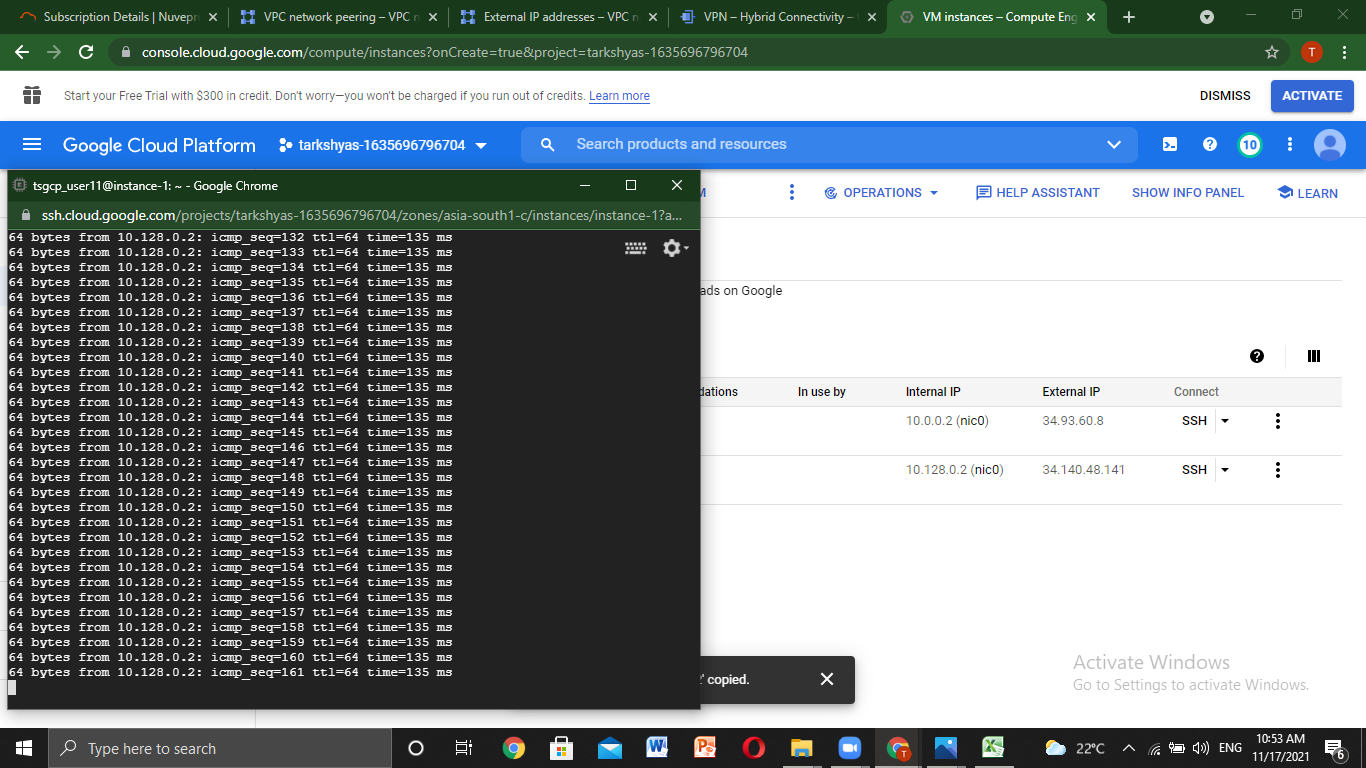 Subscription Details | Nuvepr
VPC network peering – VPC n
External IP addresses – VPC n
VPN – Hybrid Connectivity –
VM instances – Compute Eng
console.cloud.google.com/compute/instances?onCreate=true&project=tarkshyas-1635696796704
T
Start your Free Trial with $300 in credit. Don't worry—you won't be charged if you run out of credits. Learn more
DISMISS
ACTIVATE
Google Cloud Platform
tarkshyas-1635696796704
Search products and resources
10
tsgcp_user11@instance-1: ~ - Google Chrome
M
OPERATIONS
HELP ASSISTANT
SHOW INFO PANEL
LEARN
ssh.cloud.google.com/projects/tarkshyas-1635696796704/zones/asia-south1-c/instances/instance-1?a...
64 bytes from 10.128.0.2: icmp_seq=132 ttl=64 time=135 ms
64 bytes from 10.128.0.2: icmp_seq=133 ttl=64 time=135 ms
64 bytes from 10.128.0.2: icmp_seq=134 ttl=64 time=135 ms
64 bytes from 10.128.0.2: icmp_seq=135 ttl=64 time=135 ms
64 bytes from 10.128.0.2: icmp_seq=136 ttl=64 time=135 ms
64 bytes from 10.128.0.2: icmp_seq=137 ttl=64 time=135 ms
64 bytes from 10.128.0.2: icmp_seq=138 ttl=64 time=135 ms
64 bytes from 10.128.0.2: icmp_seq=139 ttl=64 time=135 ms
64 bytes from 10.128.0.2: icmp_seq=140 ttl=64 time=135 ms
64 bytes from 10.128.0.2: icmp_seq=141 ttl=64 time=135 ms
64 bytes from 10.128.0.2: icmp_seq=142 ttl=64 time=135 ms
64 bytes from 10.128.0.2: icmp_seq=143 ttl=64 time=135 ms
64 bytes from 10.128.0.2: icmp_seq=144 ttl=64 time=135 ms
64 bytes from 10.128.0.2: icmp_seq=145 ttl=64 time=135 ms
64 bytes from 10.128.0.2: icmp_seq=146 ttl=64 time=135 ms
64 bytes from 10.128.0.2: icmp_seq=147 ttl=64 time=135 ms
64 bytes from 10.128.0.2: icmp_seq=148 ttl=64 time=135 ms
64 bytes from 10.128.0.2: icmp_seq=149 ttl=64 time=135 ms
64 bytes from 10.128.0.2: icmp_seq=150 ttl=64 time=135 ms
64 bytes from 10.128.0.2: icmp_seq=151 ttl=64 time=135 ms
64 bytes from 10.128.0.2: icmp_seq=152 ttl=64 time=135 ms
64 bytes from 10.128.0.2: icmp_seq=153 ttl=64 time=135 ms
64 bytes from 10.128.0.2: icmp_seq=154 ttl=64 time=135 ms
64 bytes from 10.128.0.2: icmp_seq=155 ttl=64 time=135 ms
64 bytes from 10.128.0.2: icmp_seq=156 ttl=64 time=135 ms
64 bytes from 10.128.0.2: icmp_seq=157 ttl=64 time=135 ms
64 bytes from 10.128.0.2: icmp_seq=158 ttl=64 time=135 ms
64 bytes from 10.128.0.2: icmp_seq=159 ttl=64 time=135 ms
64 bytes from 10.128.0.2: icmp_seq=160 ttl=64 time=135 ms
64 bytes from 10.128.0.2: icmp_seq=161 ttl=64 time=135 ms
ads on Google
dations In use by Internal IP External IP Connect
10.0.0.2 (nic0) 34.93.60.8 SSH
10.128.0.2 (nic0) 34.140.48.141 SSH
2' copied.
Activate Windows
Go to Settings to activate Windows.
Type here to search
22°C
ENG
10:53 AM
11/17/2021
6